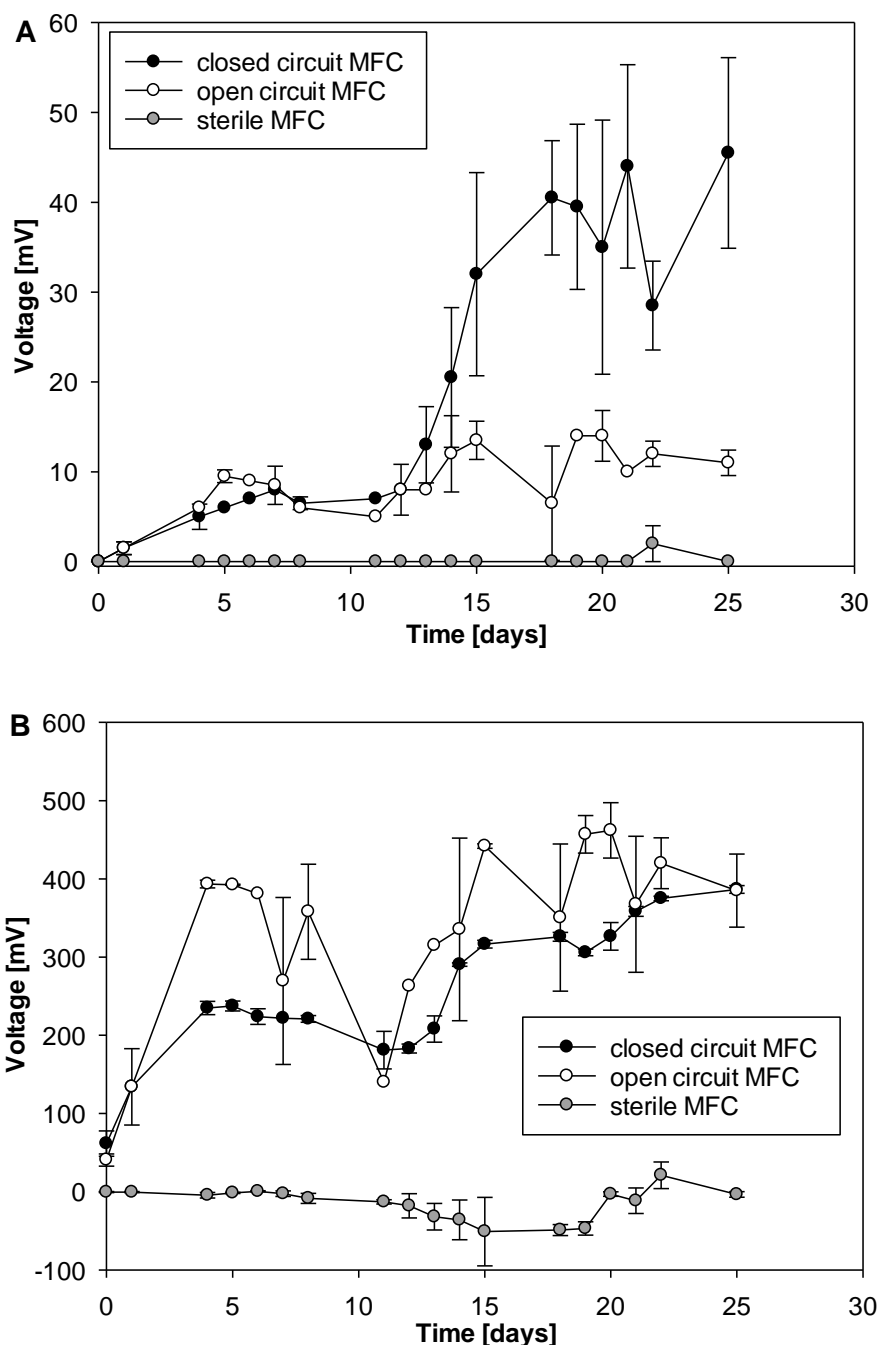 A
60
50
40
30
20
10
0
Voltage [mV]
closed circuit MFC
open circuit MFC
sterile MFC
0 5 10 15 20 25 30
Time [days]
B
600
500
400
300
200
100
0
-100
Voltage [mV]
closed circuit MFC
open circuit MFC
sterile MFC
0 5 10 15 20 25 30
Time [days]